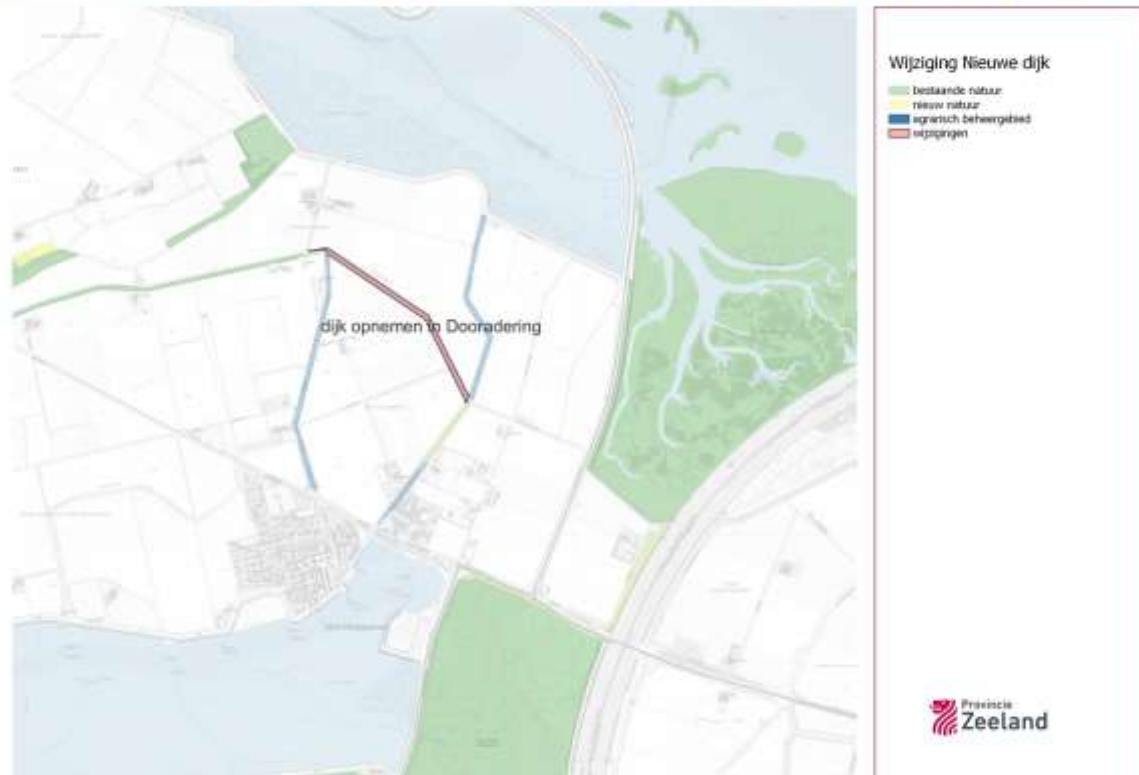 Wijziging Nieuwe dijk
bestaande natuur
nieuw natuur
agrarisch beheergebied
wijzigingen
dijk opnemen in Dooradering
Provincie
Zeeland